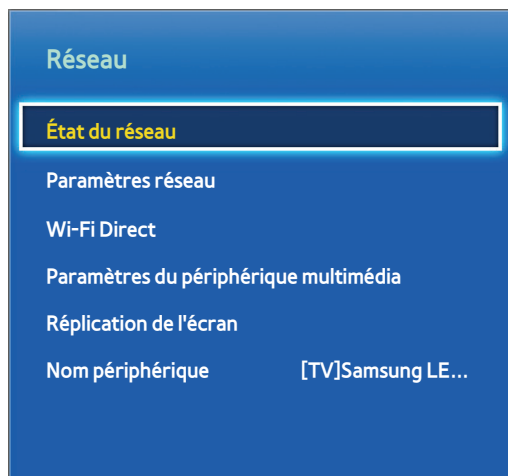 Réseau
État du réseau
Paramètres réseau
Wi-Fi Direct
Paramètres du périphérique multimédia
Réplication de l'écran
Nom périphérique [TV]Samsung LE...